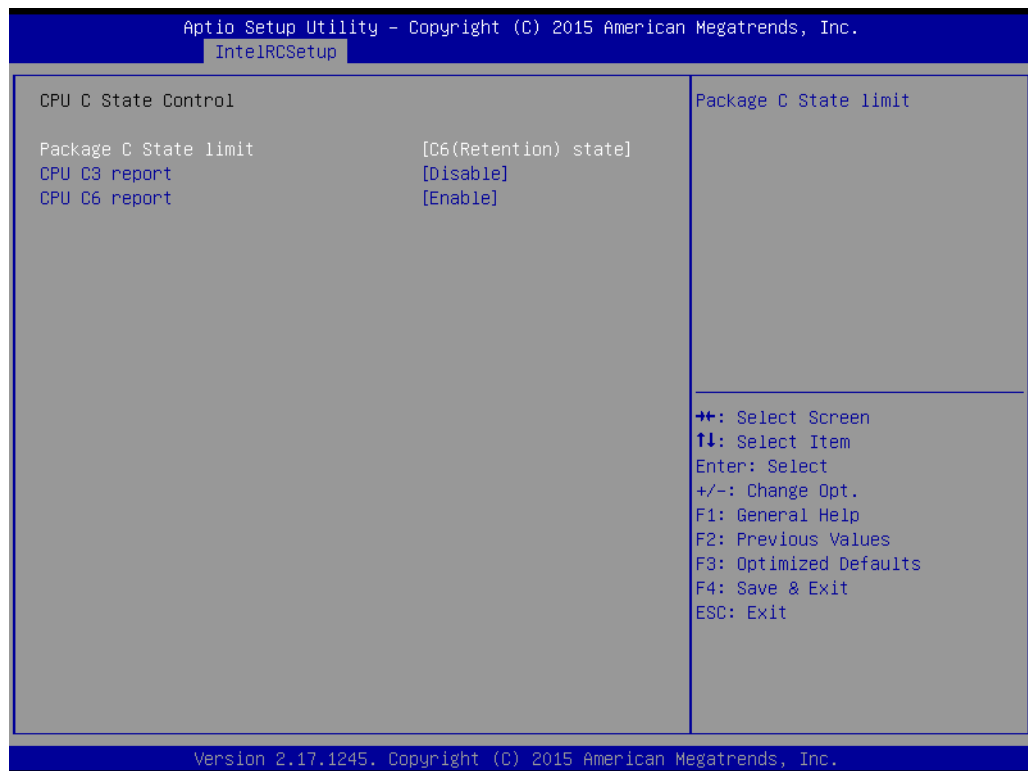 Aptio Setup Utility – Copyright (C) 2015 American Megatrends, Inc.
IntelRCSetup
CPU C State Control
Package C State limit [C6(Retention) state]
CPU C3 report [Disable]
CPU C6 report [Enable]
Package C State limit
→←: Select Screen
↑↓: Select Item
Enter: Select
+/-: Change Opt.
F1: General Help
F2: Previous Values
F3: Optimized Defaults
F4: Save & Exit
ESC: Exit
Version 2.17.1245. Copyright (C) 2015 American Megatrends, Inc.